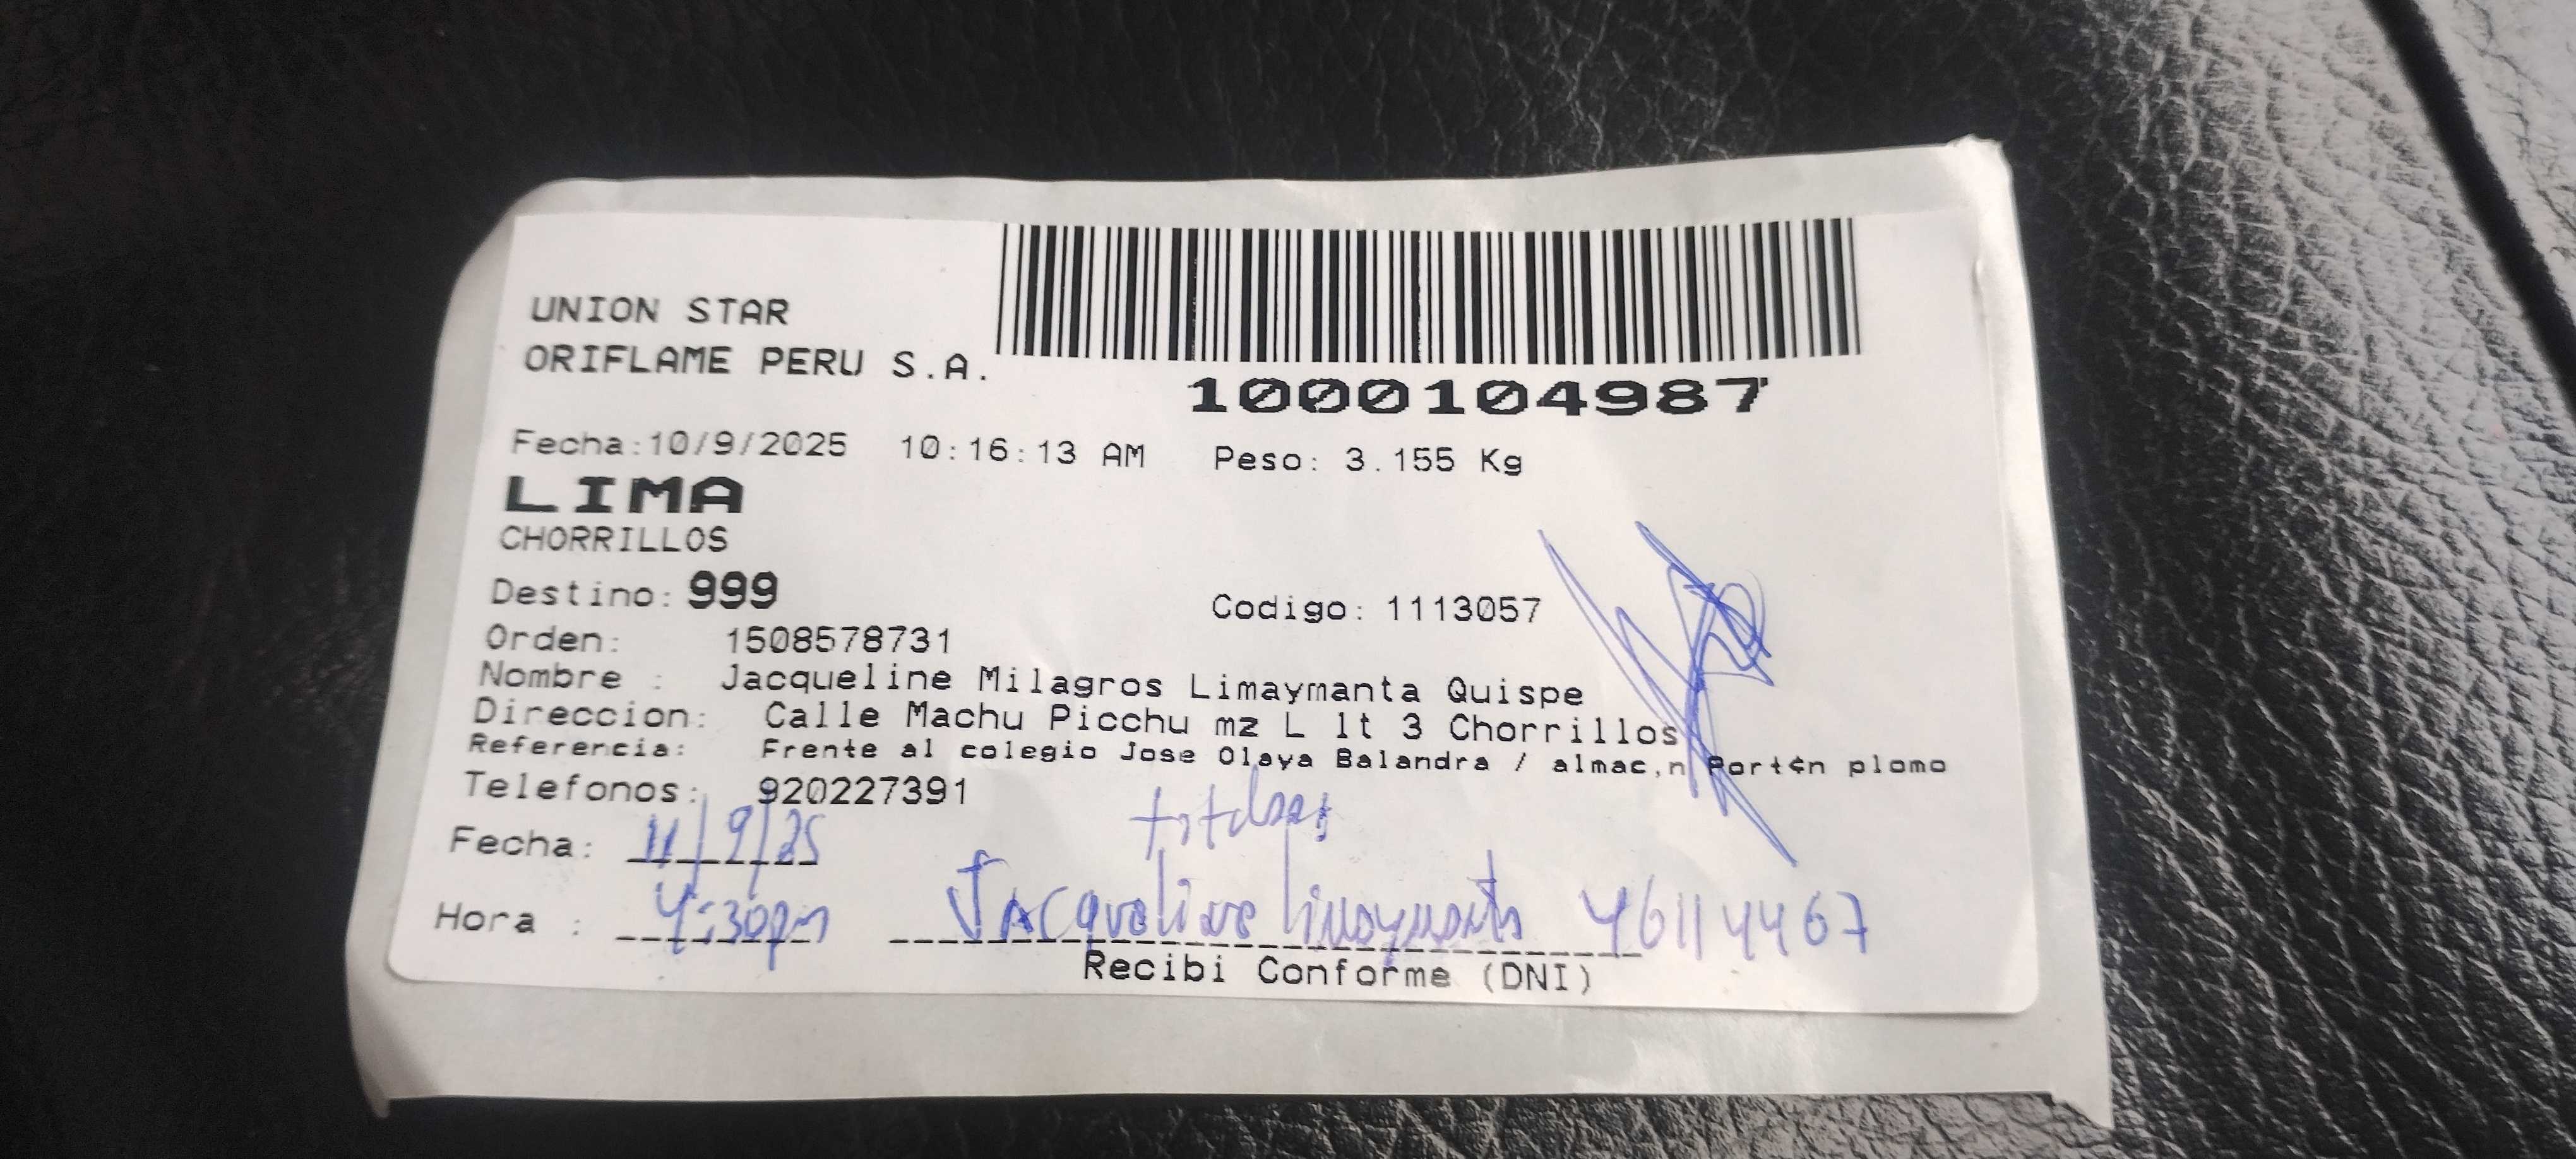 UNION STAR
ORIFLAME PERU S.A.
1000104987
Fecha:10/9/2025 10:16:13 AM Peso: 3.155 Kg
LIMA
CHORRILLOS
Destino: 999 Codigo: 1113057
Orden: 1508578731
Nombre : Jacqueline Milagros Limaymanta Quispe
Direccion: Calle Machu Picchu mz L lt 3 Chorrillos
Referencia: Frente al colegio Jose Olaya Balandra / almac,n Port¢n plomo
Telefonos: 920227391
Fecha: 11/9/25
Hora : 4:30pm Jacqueline limaymanta 46114467
Recibi Conforme (DNI)